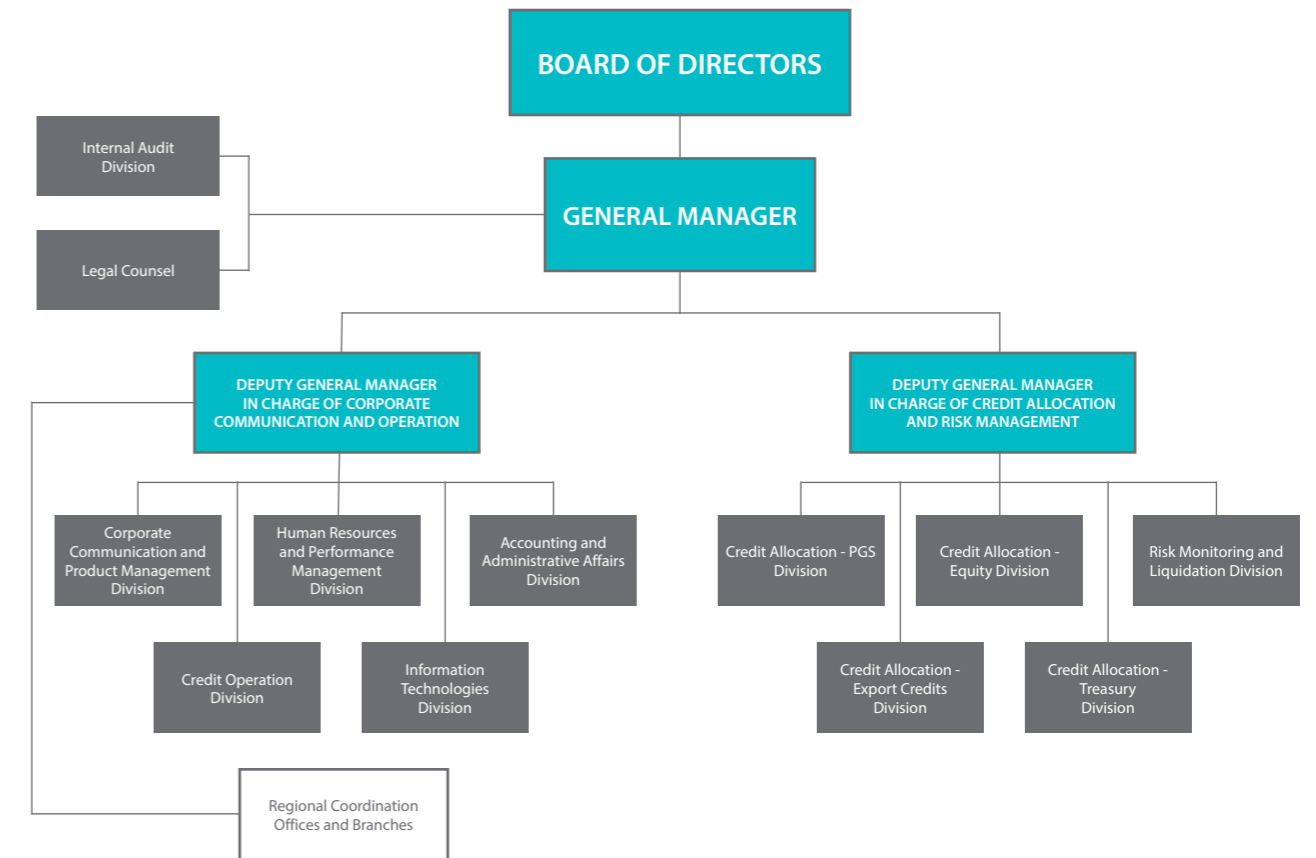 BOARD OF DIRECTORS
Internal Audit
Division
GENERAL MANAGER
Legal Counsel
DEPUTY GENERAL MANAGER
IN CHARGE OF CORPORATE
COMMUNICATION AND OPERATION
DEPUTY GENERAL MANAGER
IN CHARGE OF CREDIT ALLOCATION
AND RISK MANAGEMENT
Corporate
Communication and
Product Management
Division
Human Resources
and Performance
Management
Division
Accounting and
Administrative Affairs
Division
Credit Allocation - PGS
Division
Credit Allocation -
Equity Division
Risk Monitoring and
Liquidation Division
Credit Operation
Division
Information
Technologies
Division
Credit Allocation -
Export Credits
Division
Credit Allocation -
Treasury
Division
Regional Coordination
Offices and Branches